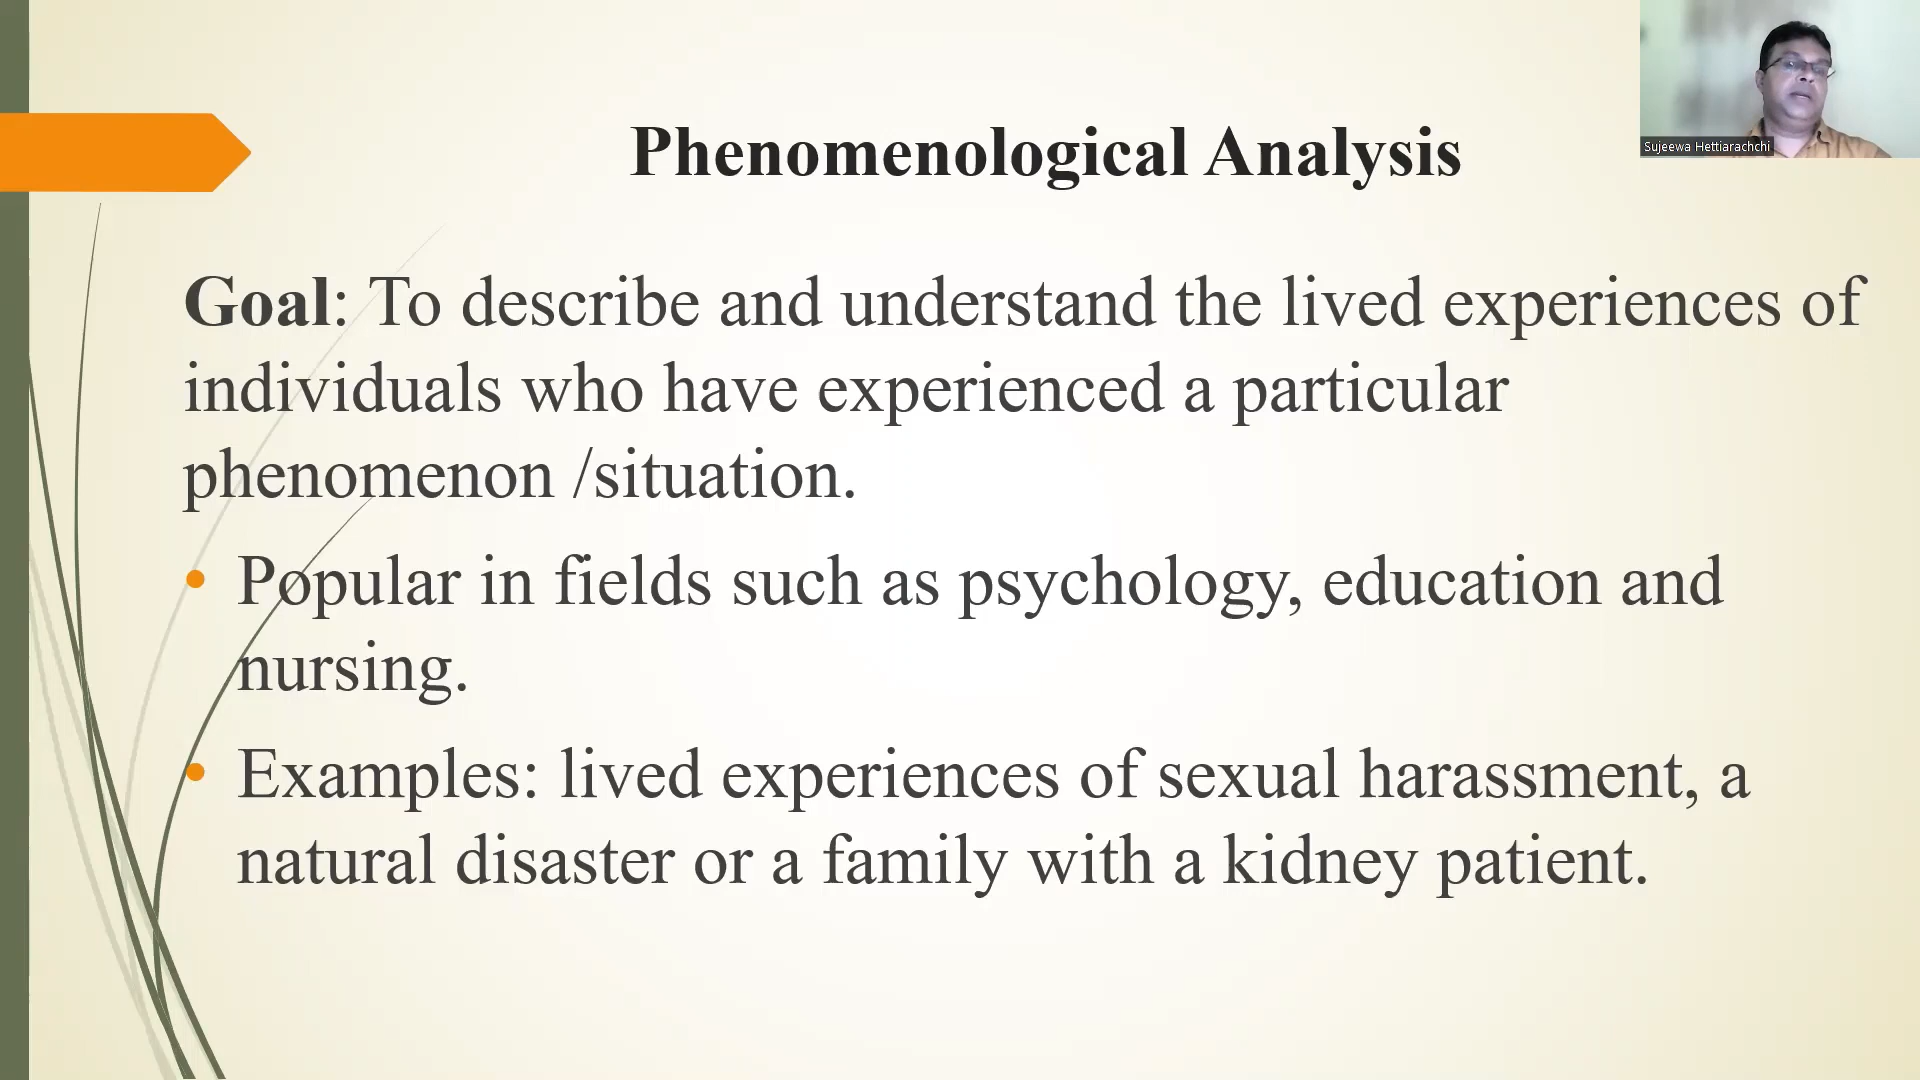 Phenomenological Analysis
Sujeewa Hettiarachchi
Goal: To describe and understand the lived experiences of
individuals who have experienced a particular
phenomenon /situation.
• Popular in fields such as psychology, education and
nursing.
• Examples: lived experiences of sexual harassment, a
natural disaster or a family with a kidney patient.